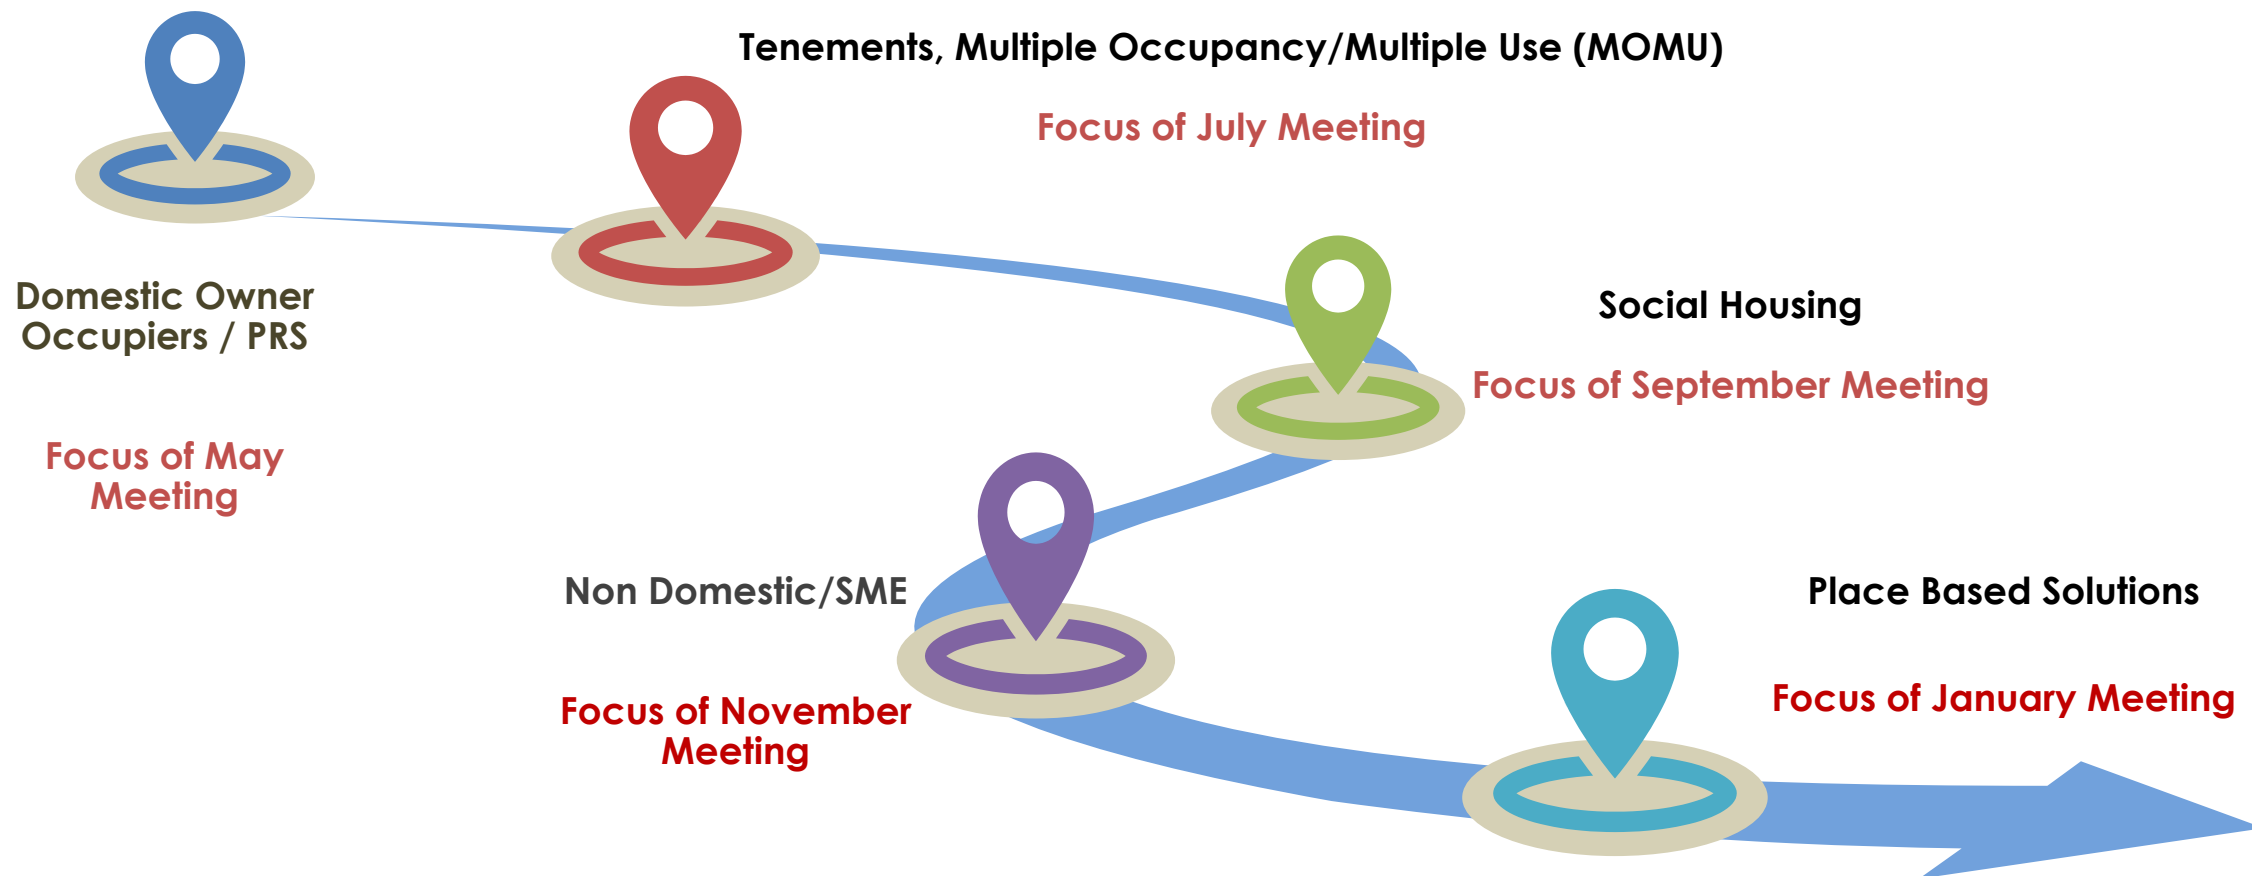 Tenements, Multiple Occupancy/Multiple Use (MOMU)
Focus of July Meeting
Domestic Owner
Occupiers / PRS
Focus of May
Meeting
Social Housing
Focus of September Meeting
Non Domestic/SME
Focus of November
Meeting
Place Based Solutions
Focus of January Meeting